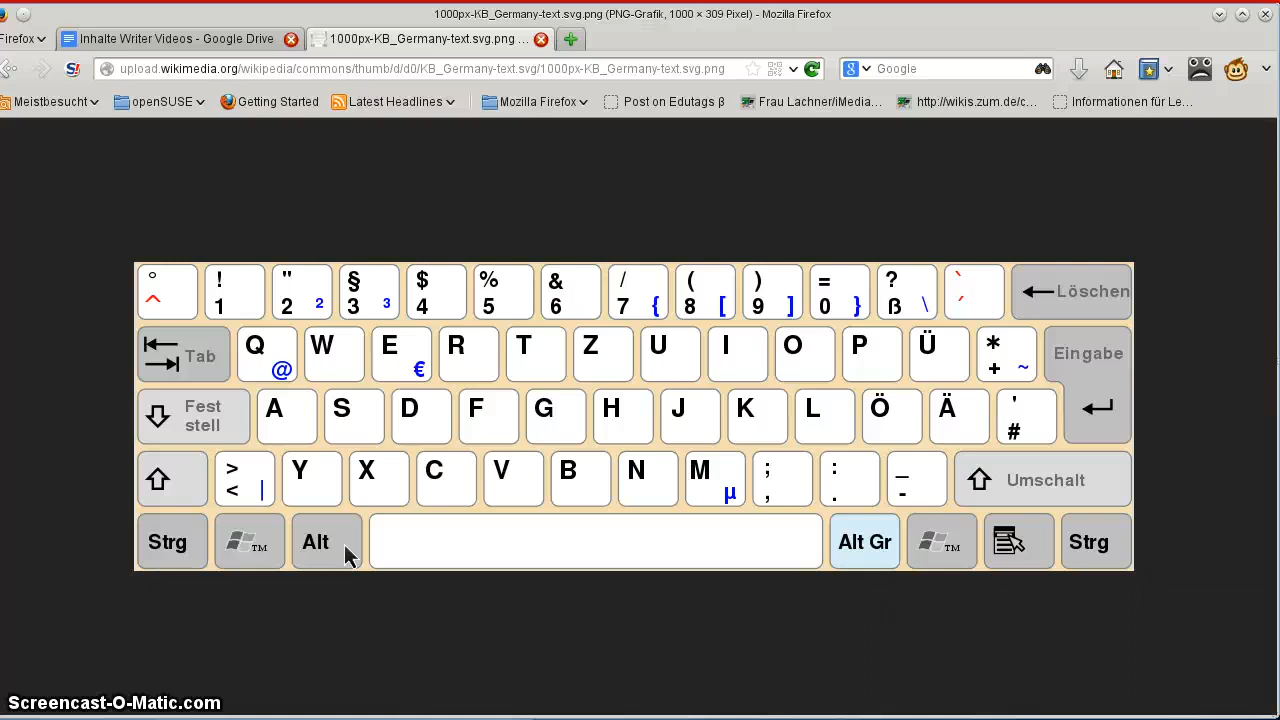 1000px-KB_Germany-text.svg.png (PNG-Grafik, 1000 × 309 Pixel) - Mozilla Firefox
Firefox Inhalte Writer Videos - Google Drive 1000px-KB_Germany-text.svg.png ...
upload.wikimedia.org/wikipedia/commons/thumb/d/d0/KB_Germany-text.svg/1000px-KB_Germany-text.svg.png Google
Meistbesucht openSUSE Getting Started Latest Headlines Mozilla Firefox Post on Edutags β Frau Lachner/iMedia... http://wikis.zum.de/c... Informationen für Le...
° ! " § $ % & / ( ) = ? `
^ 1 2 ² 3 ³ 4 5 6 7 { 8 [ 9 ] 0 } ß \ ´ Löschen
Tab Q @ W E € R T Z U I O P Ü * + ~ Eingabe
Fest stell A S D F G H J K L Ö Ä ' #
> < | Y X C V B N M µ ; , : . _ - Umschalt
Strg TM Alt Alt Gr TM Strg
Screencast-O-Matic.com